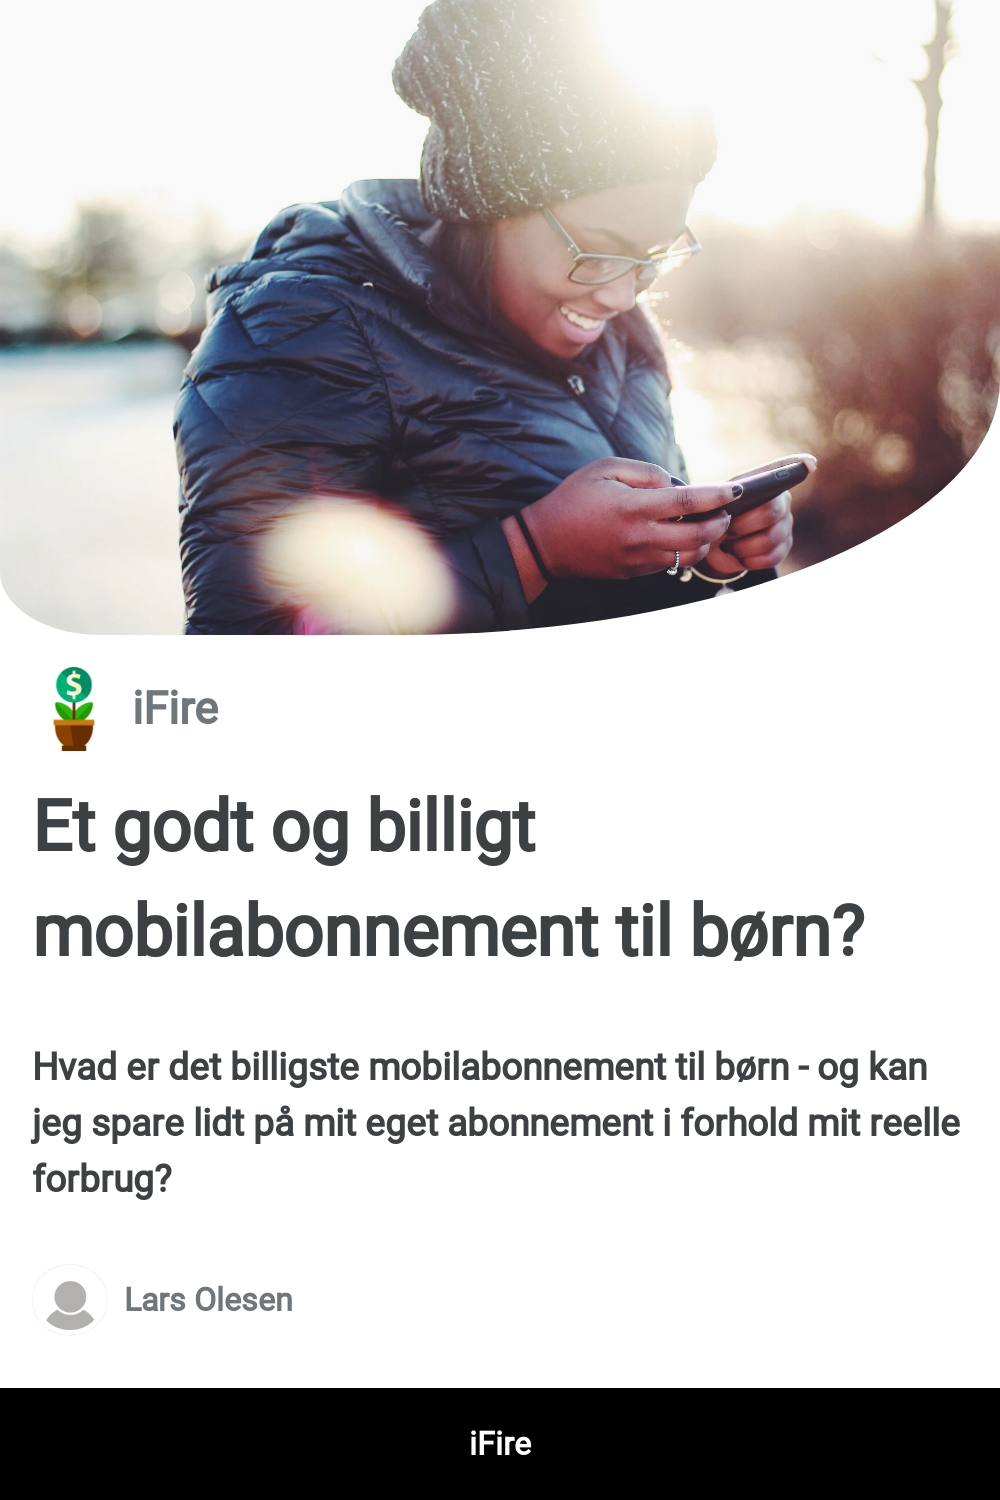 $
iFire
Et godt og billigt
mobilabonnement til børn?
Hvad er det billigste mobilabonnement til børn - og kan
jeg spare lidt på mit eget abonnement i forhold mit reelle
forbrug?
Lars Olesen
iFire